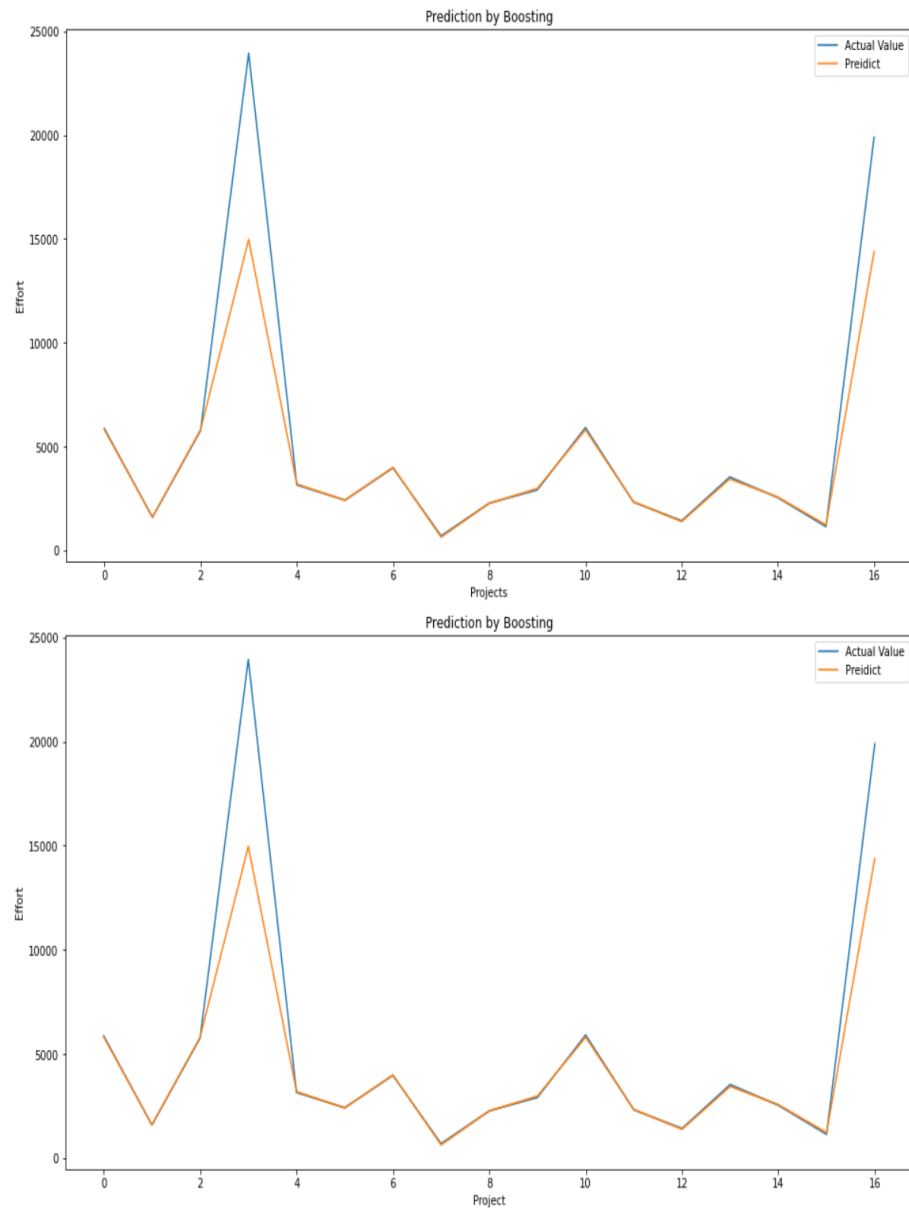 Prediction by Boosting
25000
20000
15000
10000
5000
0
Effort
Actual Value
Preidict
0 2 4 6 8 10 12 14 16
Projects
Prediction by Boosting
25000
20000
15000
10000
5000
0
Effort
Actual Value
Preidict
0 2 4 6 8 10 12 14 16
Project